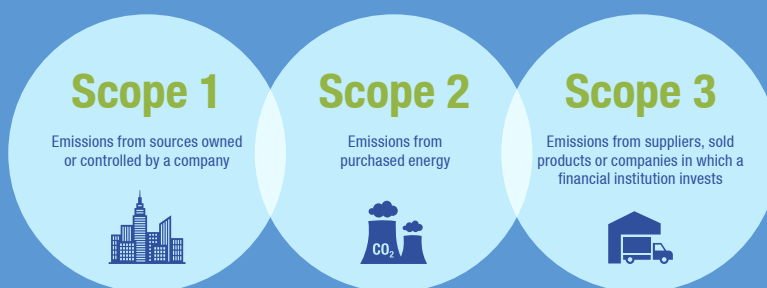 Scope 1
Emissions from sources owned
or controlled by a company
Scope 2
Emissions from
purchased energy
CO₂
Scope 3
Emissions from suppliers, sold
products or companies in which a
financial institution invests